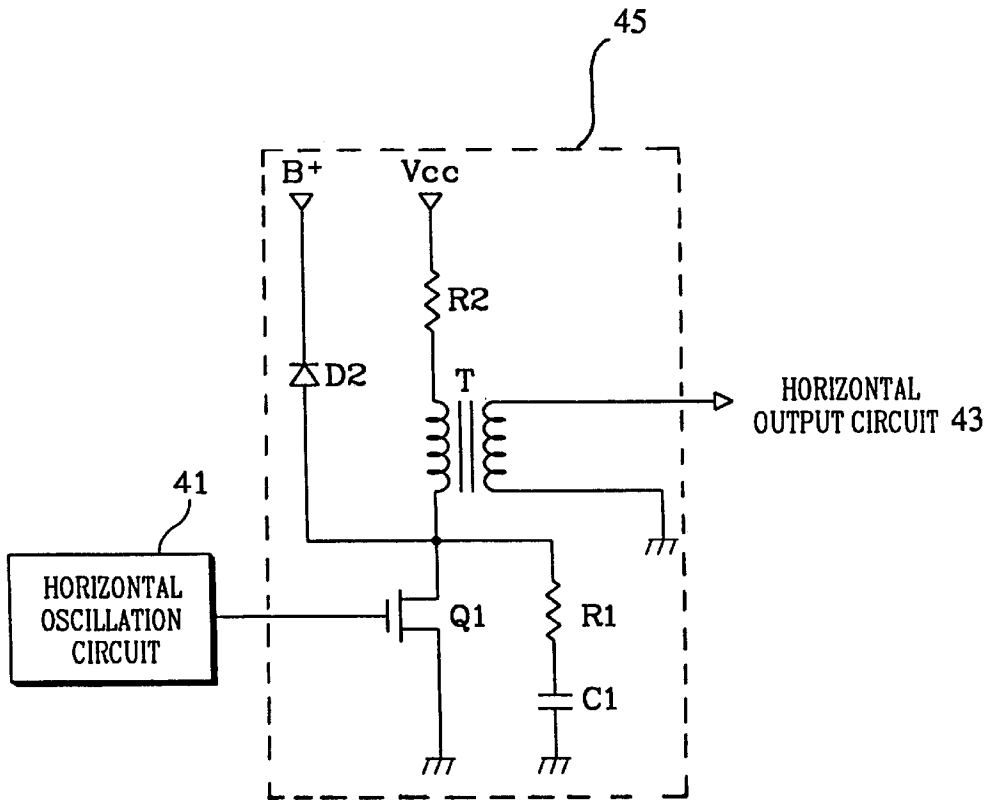 45
B+
Vcc
R2
D2
T
HORIZONTAL
OUTPUT CIRCUIT 43
41
HORIZONTAL
OSCILLATION
CIRCUIT
Q1
R1
C1